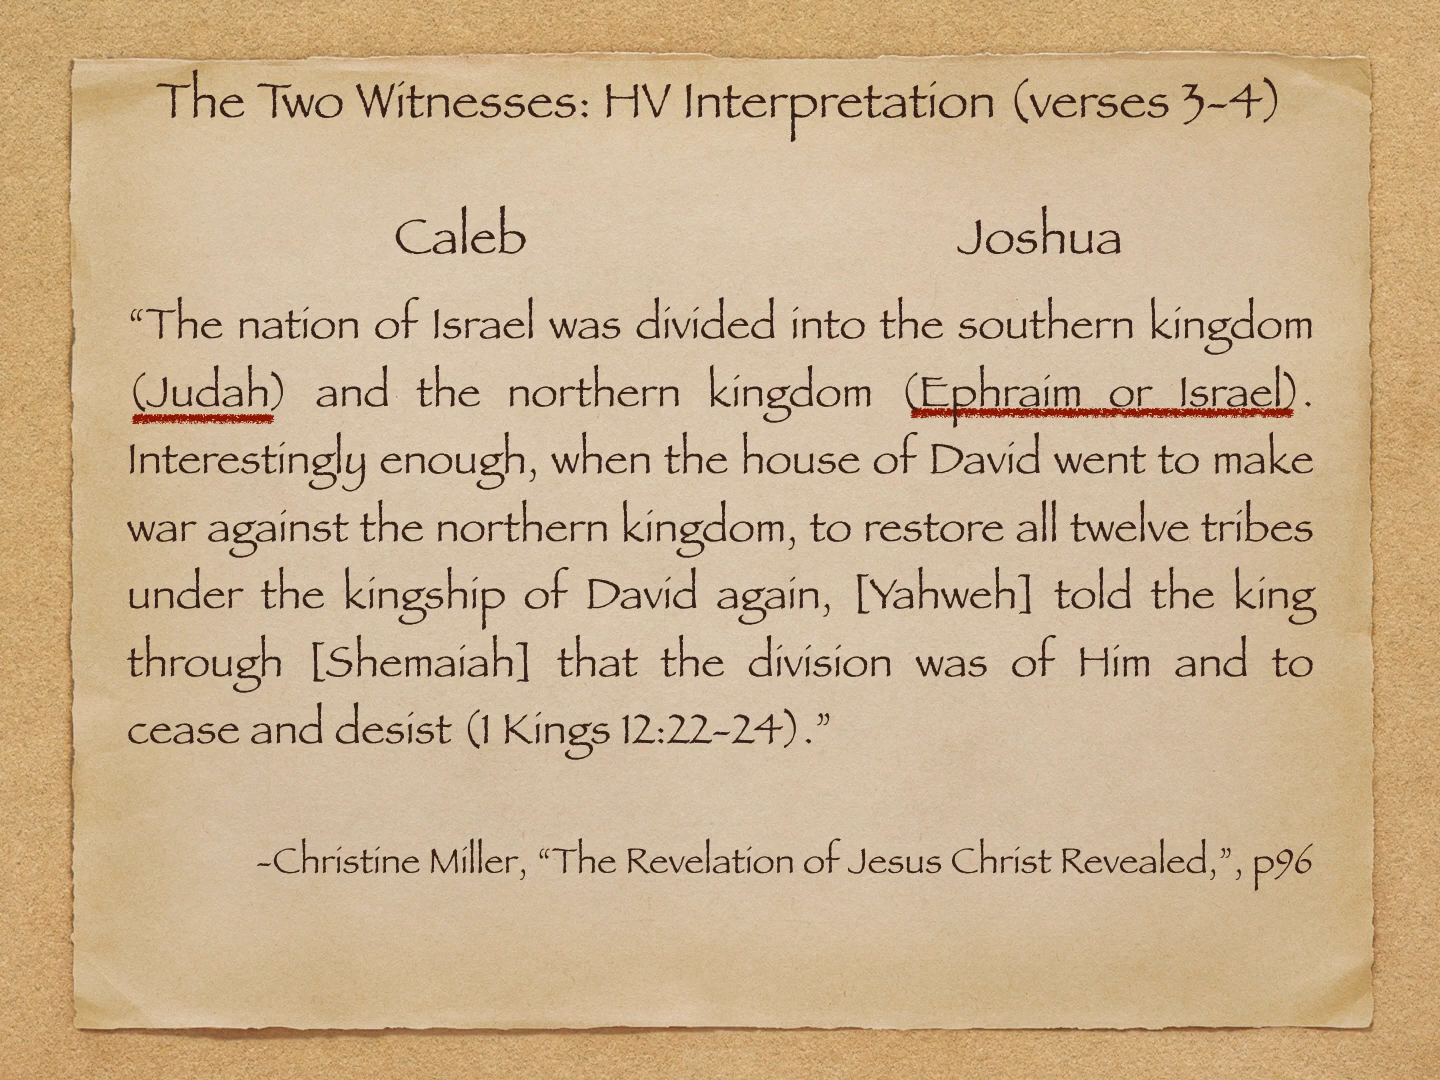 The Two Witnesses: HV Interpretation (verses 3-4)
Caleb Joshua
“The nation of Israel was divided into the southern kingdom
(Judah) and the northern kingdom (Ephraim or Israel).
Interestingly enough, when the house of David went to make
war against the northern kingdom, to restore all twelve tribes
under the kingship of David again, [Yahweh] told the king
through [Shemaiah] that the division was of Him and to
cease and desist (1 Kings 12:22-24).”
-Christine Miller, “The Revelation of Jesus Christ Revealed,”, p96